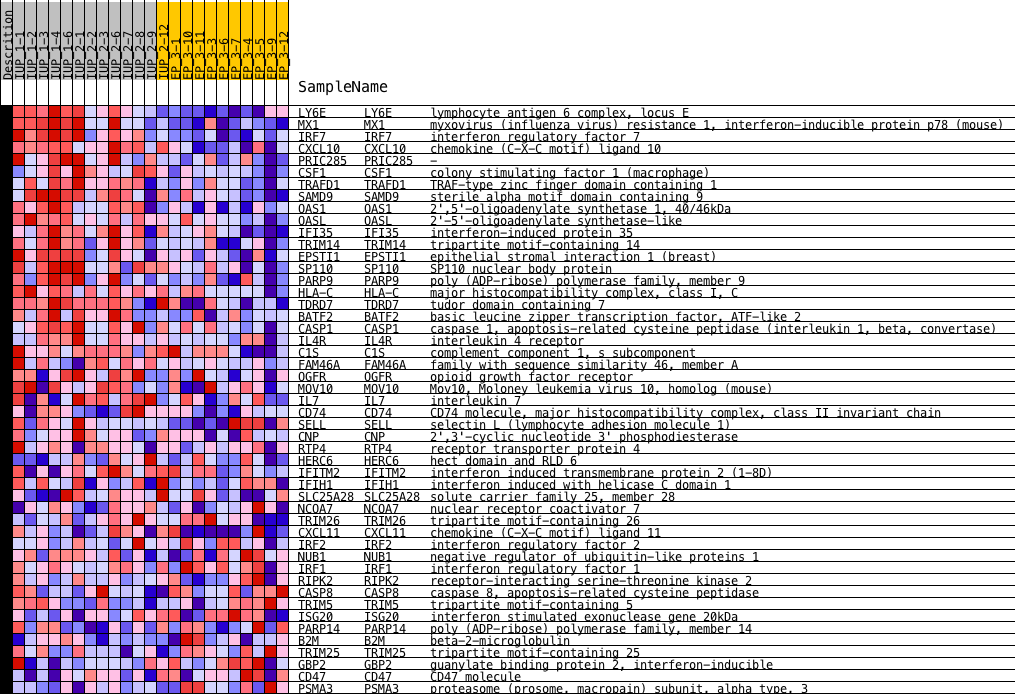 Descrition
IUP_1-1
IUP_1-2
IUP_1-3
IUP_1-4
IUP_1-6
IUP_2-1
IUP_2-2
IUP_2-3
IUP_2-6
IUP_2-7
IUP_2-8
IUP_2-9
IUP_2-12
EP_3-1
EP_3-10
EP_3-11
EP_3-3
EP_3-6
EP_3-7
EP_3-4
EP_3-5
EP_3-9
EP_3-12
SampleName
LY6E LY6E lymphocyte antigen 6 complex, locus E
MX1 MX1 myxovirus (influenza virus) resistance 1, interferon-inducible protein p78 (mouse)
IRF7 IRF7 interferon regulatory factor 7
CXCL10 CXCL10 chemokine (C-X-C motif) ligand 10
PRIC285 PRIC285 -
CSF1 CSF1 colony stimulating factor 1 (macrophage)
TRAFD1 TRAFD1 TRAF-type zinc finger domain containing 1
SAMD9 SAMD9 sterile alpha motif domain containing 9
OAS1 OAS1 2',5'-oligoadenylate synthetase 1, 40/46kDa
OASL OASL 2'-5'-oligoadenylate synthetase-like
IFI35 IFI35 interferon-induced protein 35
TRIM14 TRIM14 tripartite motif-containing 14
EPSTI1 EPSTI1 epithelial stromal interaction 1 (breast)
SP110 SP110 SP110 nuclear body protein
PARP9 PARP9 poly (ADP-ribose) polymerase family, member 9
HLA-C HLA-C major histocompatibility complex, class I, C
TDRD7 TDRD7 tudor domain containing 7
BATF2 BATF2 basic leucine zipper transcription factor, ATF-like 2
CASP1 CASP1 caspase 1, apoptosis-related cysteine peptidase (interleukin 1, beta, convertase)
IL4R IL4R interleukin 4 receptor
C1S C1S complement component 1, s subcomponent
FAM46A FAM46A family with sequence similarity 46, member A
OGFR OGFR opioid growth factor receptor
MOV10 MOV10 Mov10, Moloney leukemia virus 10, homolog (mouse)
IL7 IL7 interleukin 7
CD74 CD74 CD74 molecule, major histocompatibility complex, class II invariant chain
SELL SELL selectin L (lymphocyte adhesion molecule 1)
CNP CNP 2',3'-cyclic nucleotide 3' phosphodiesterase
RTP4 RTP4 receptor transporter protein 4
HERC6 HERC6 hect domain and RLD 6
IFITM2 IFITM2 interferon induced transmembrane protein 2 (1-8D)
IFIH1 IFIH1 interferon induced with helicase C domain 1
SLC25A28 SLC25A28 solute carrier family 25, member 28
NCOA7 NCOA7 nuclear receptor coactivator 7
TRIM26 TRIM26 tripartite motif-containing 26
CXCL11 CXCL11 chemokine (C-X-C motif) ligand 11
IRF2 IRF2 interferon regulatory factor 2
NUB1 NUB1 negative regulator of ubiquitin-like proteins 1
IRF1 IRF1 interferon regulatory factor 1
RIPK2 RIPK2 receptor-interacting serine-threonine kinase 2
CASP8 CASP8 caspase 8, apoptosis-related cysteine peptidase
TRIM5 TRIM5 tripartite motif-containing 5
ISG20 ISG20 interferon stimulated exonuclease gene 20kDa
PARP14 PARP14 poly (ADP-ribose) polymerase family, member 14
B2M B2M beta-2-microglobulin
TRIM25 TRIM25 tripartite motif-containing 25
GBP2 GBP2 guanylate binding protein 2, interferon-inducible
CD47 CD47 CD47 molecule
PSMA3 PSMA3 proteasome (prosome, macropain) subunit, alpha type, 3